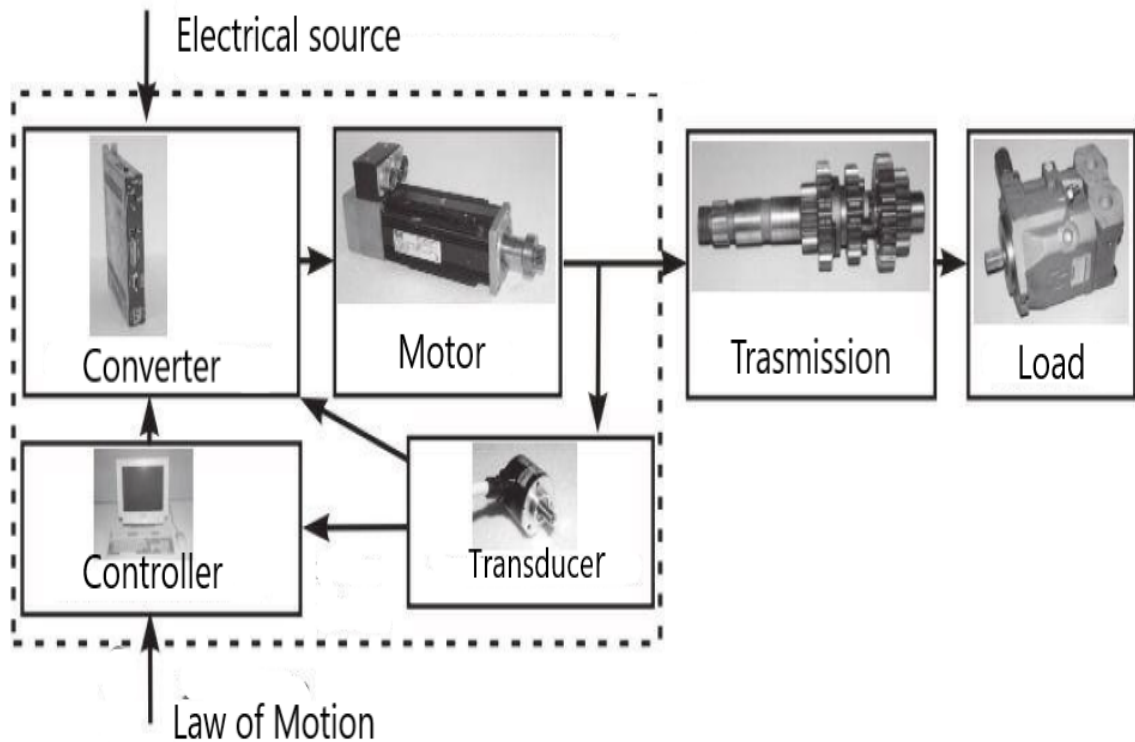 Electrical source
Converter
Motor
Trasmission
Load
Controller
Transducer
Law of Motion